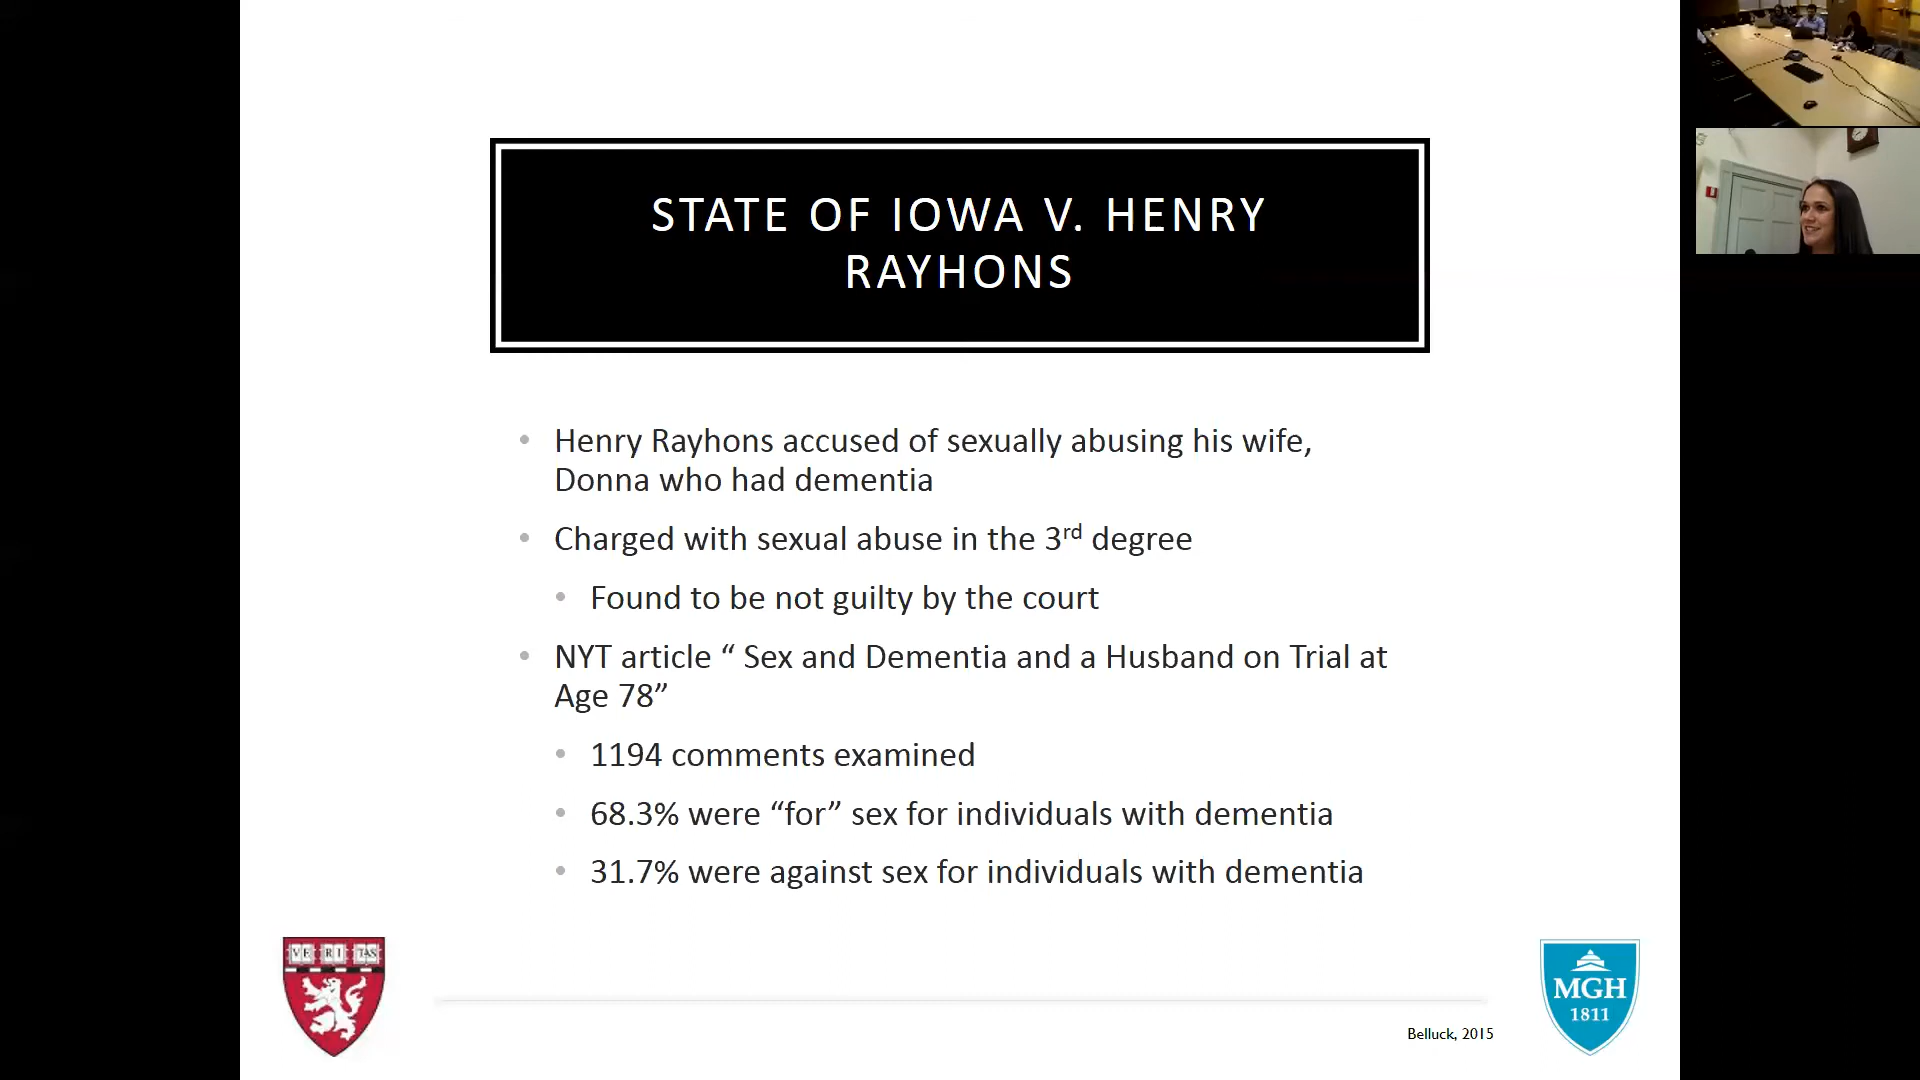 STATE OF IOWA V. HENRY
RAYHONS
• Henry Rayhons accused of sexually abusing his wife,
Donna who had dementia
• Charged with sexual abuse in the 3rd degree
• Found to be not guilty by the court
• NYT article “ Sex and Dementia and a Husband on Trial at
Age 78”
• 1194 comments examined
• 68.3% were “for” sex for individuals with dementia
• 31.7% were against sex for individuals with dementia
VE RI TAS
MGH
1811
Belluck, 2015